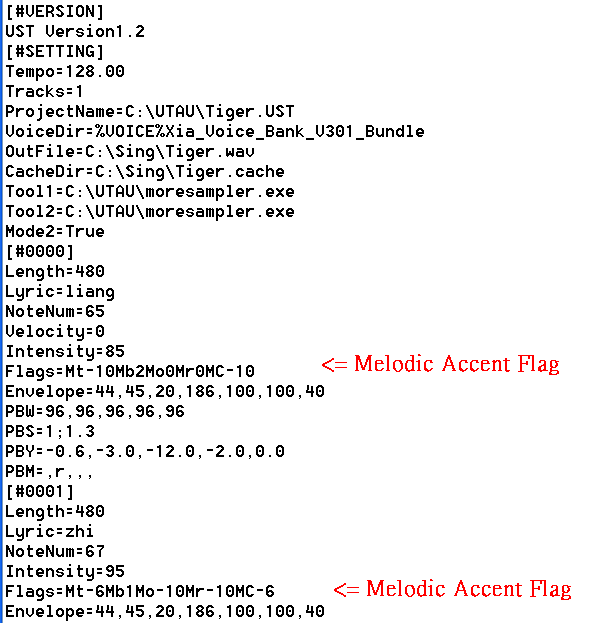 [#VERSION]
UST Version1.2
[#SETTING]
Tempo=128.00
Tracks=1
ProjectName=C:\UTAU\Tiger.UST
VoiceDir=%VOICE%Xia_Voice_Bank_V301_Bundle
OutFile=C:\Sing\Tiger.wav
CacheDir=C:\Sing\Tiger.cache
Tool1=C:\UTAU\moresampler.exe
Tool2=C:\UTAU\moresampler.exe
Mode2=True
[#0000]
Length=480
Lyric=liang
NoteNum=65
Velocity=0
Intensity=85
Flags=Mt-10Mb2Mo0Mr0MC-10 <= Melodic Accent Flag
Envelope=44,45,20,186,100,100,40
PBW=96,96,96,96,96
PBS=1;1.3
PBY=-0.6,-3.0,-12.0,-2.0,0.0
PBM=,r,,,
[#0001]
Length=480
Lyric=zhi
NoteNum=67
Intensity=95
Flags=Mt-6Mb1Mo-10Mr-10MC-6 <= Melodic Accent Flag
Envelope=44,45,20,186,100,100,40